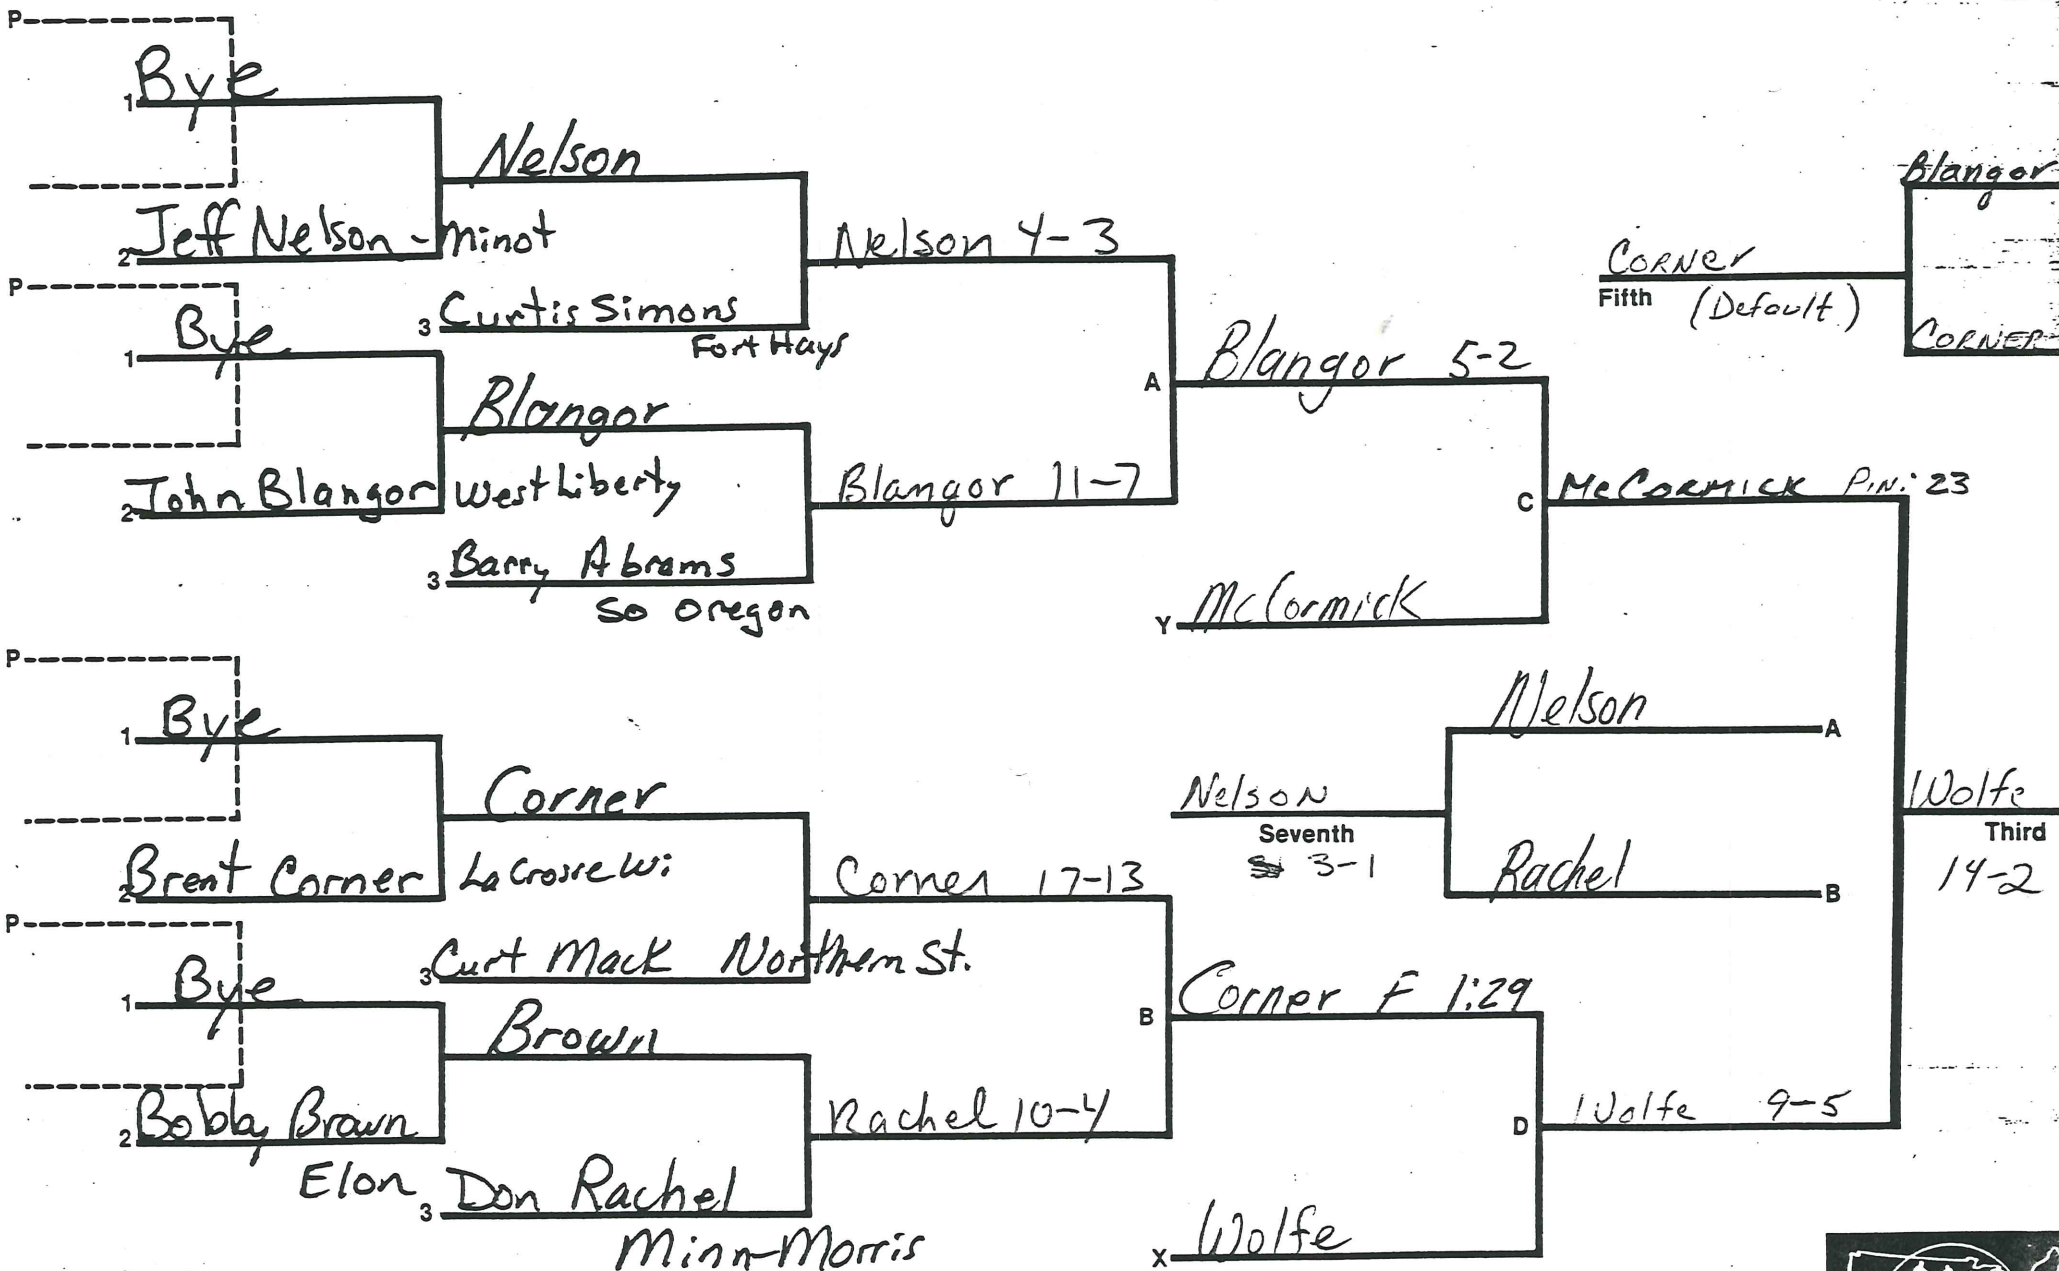 P
1 Bye
Nelson
2 Jeff Nelson - Minot
Nelson 4-3
P
3 Curtis Simons
Fort Hays
1 Bye
Blangor
2 John Blangor West Liberty
Blangor 11-7
3 Barry Abrams
So Oregon
A Blangor 5-2
Y McCormick
C McCormick Pin :23
Blangor
Corner
Fifth (Default)
CORNER
P
1 Bye
Corner
2 Brent Corner LaCrosse Wi
Corner 17-13
P
3 Curt Mack Northern St.
1 Bye
Brown
2 Bobby Brown
Elon
Rachel 10-4
3 Don Rachel
Minn-Morris
B Corner F 1:29
X Wolfe
D Wolfe 9-5
Nelson A
Nelson
Seventh
3-1
Rachel B
Wolfe
Third
14-2